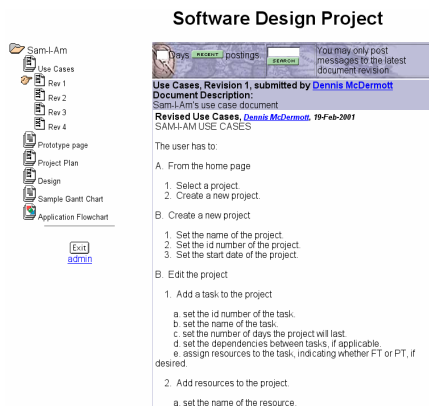 Software Design Project
Sam-I-Am
Use Cases
Rev 1
Rev 2
Rev 3
Rev 4
Prototype page
Project Plan
Design
Sample Gantt Chart
Application Flowchart
Exit
admin
Days RECENT postings. SEARCH
You may only post
messages to the latest
document revision
Use Cases, Revision 1, submitted by Dennis McDermott
Document Description:
Sam-I-Am's use case document
Revised Use Cases, Dennis McDermott, 19-Feb-2001
SAM-I-AM USE CASES
The user has to:
A. From the home page
1. Select a project.
2. Create a new project.
B. Create a new project
1. Set the name of the project.
2. Set the id number of the project.
3. Set the start date of the project.
B. Edit the project
1. Add a task to the project
a. set the id number of the task.
b. set the name of the task.
c. set the number of days the project will last.
d. set the dependencies between tasks, if applicable.
e. assign resources to the task, indicating whether FT or PT, if
desired.
2. Add resources to the project.
a. set the name of the resource.